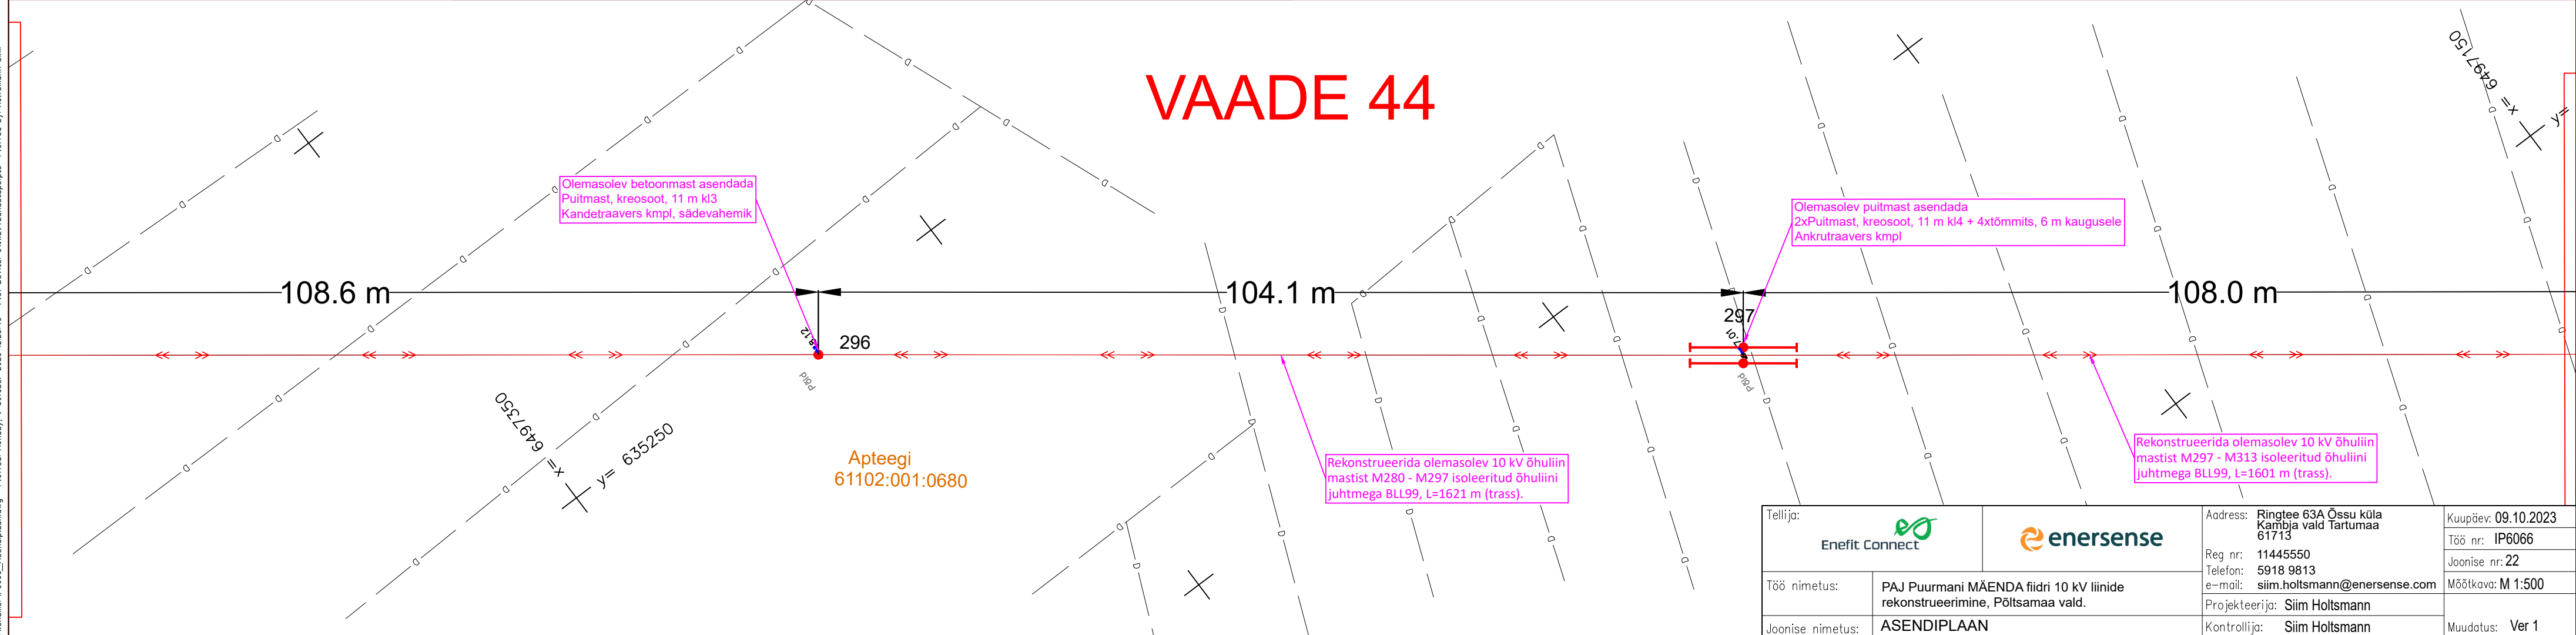 VAADE 44
x= 6497150
y=
Olemasolev betoonmast asendada
Puitmast, kreosoot, 11 m kl3
Kandetraavers kmpl, sädevahemik
Olemasolev puitmast asendada
2xPuitmast, kreosoot, 11 m kl4 + 4xtõmmits, 6 m kaugusele
Ankrutraavers kmpl
108.6 m
104.1 m
108.0 m
296
297
Põld
Põld
x= 6497350
y= 635250
Apteegi
61102:001:0680
Rekonstrueerida olemasolev 10 kV õhuliin
mastist M280 - M297 isoleeritud õhuliini
juhtmega BLL99, L=1621 m (trass).
Rekonstrueerida olemasolev 10 kV õhuliin
mastist M297 - M313 isoleeritud õhuliini
juhtmega BLL99, L=1601 m (trass).
Tellija:
Enefit Connect
enersense
Aadress: Ringtee 63A Õssu küla
Kambja vald Tartumaa
61713
Reg nr: 11445550
Telefon: 5918 9813
e-mail: siim.holtsmann@enersense.com
Kuupäev: 09.10.2023
Töö nr: IP6066
Joonise nr: 22
Mõõtkava: M 1:500
Töö nimetus: PAJ Puurmani MÄENDA fiidri 10 kV liinide
rekonstrueerimine, Põltsamaa vald.
Projekteerija: Siim Holtsmann
Joonise nimetus: ASENDIPLAAN
Kontrollija: Siim Holtsmann
Muudatus: Ver 1